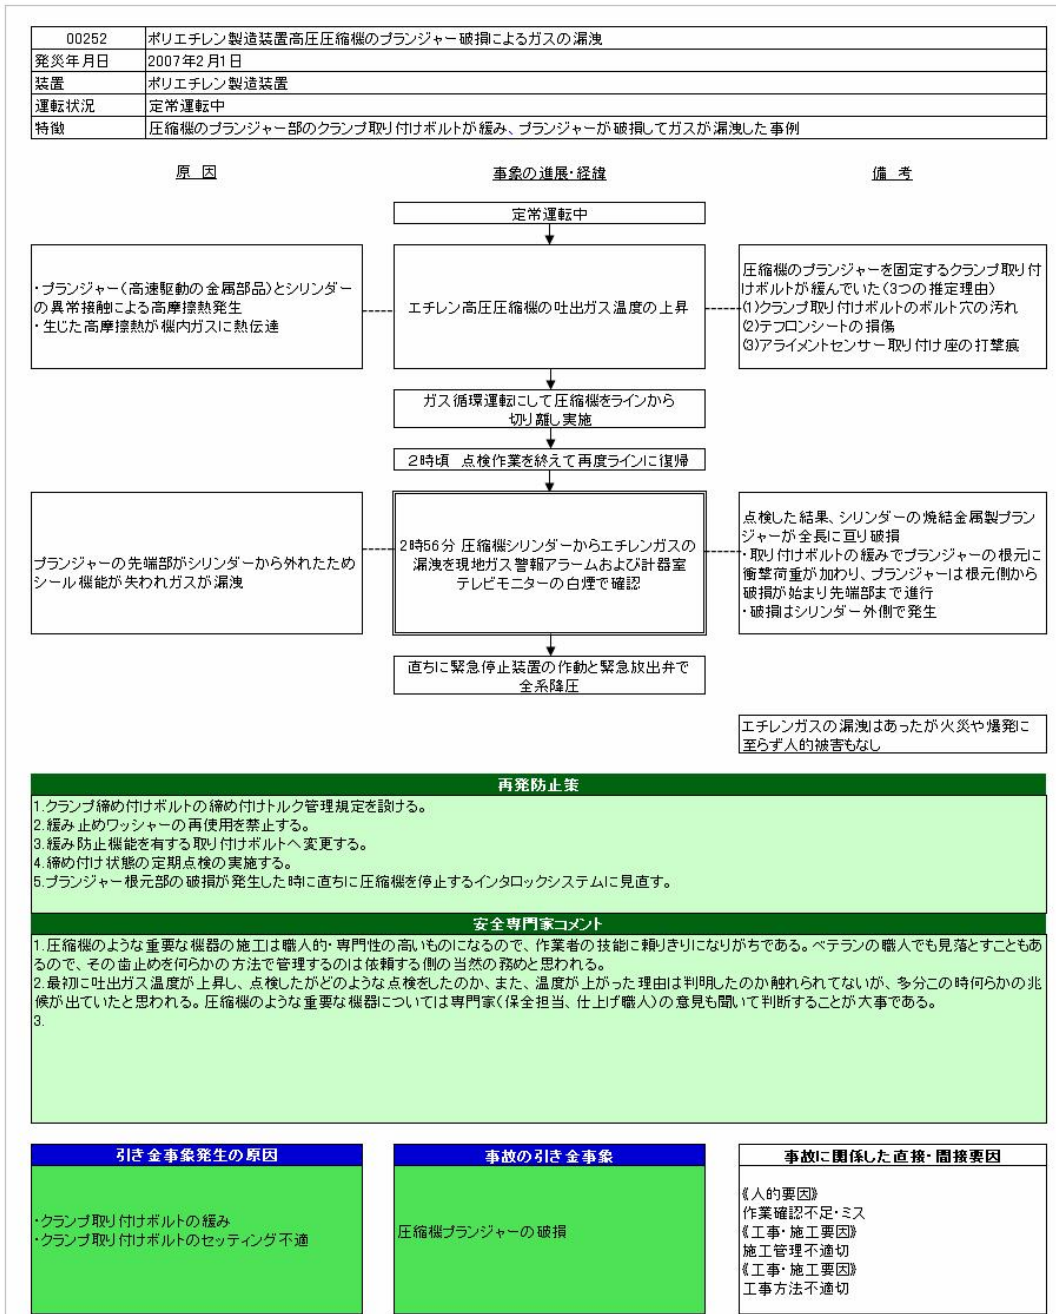 00252 ポリエチレン製造装置高圧圧縮機のプランジャー破損によるガスの漏洩
発災年月日 2007年2月1日
装置 ポリエチレン製造装置
運転状況 定常運転中
特徴 圧縮機のプランジャー部のクランプ取り付けボルトが緩み、プランジャーが破損してガスが漏洩した事例
原 因
事象の進展・経緯
備 考
定常運転中
・プランジャー(高速駆動の金属部品)とシリンダー
の異常接触による高摩擦熱発生
・生じた高摩擦熱が機内ガスに熱伝達
エチレン高圧圧縮機の吐出ガス温度の上昇
圧縮機のプランジャーを固定するクランプ取り付
けボルトが緩んでいた(3つの推定理由)
(1)クランプ取り付けボルトのボルト穴の汚れ
(2)テフロンシートの損傷
(3)アライメントセンサー取り付け座の打撃痕
ガス循環運転にして圧縮機をラインから
切り離し実施
2時頃 点検作業を終えて再度ラインに復帰
プランジャーの先端部がシリンダーから外れたため
シール機能が失われガスが漏洩
2時56分 圧縮機シリンダーからエチレンガスの
漏洩を現地ガス警報アラームおよび計器室
テレビモニターの白煙で確認
点検した結果、シリンダーの焼結金属製プラン
ジャーが全長に亘り破損
・取り付けボルトの緩みでプランジャーの根元に
衝撃荷重が加わり、プランジャーは根元側から
破損が始まり先端部まで進行
・破損はシリンダー外側で発生
直ちに緊急停止装置の作動と緊急放出弁で
全系降圧
エチレンガスの漏洩はあったが火災や爆発に
至らず人的被害もなし
再発防止策
1.クランプ締め付けボルトの締め付けトルク管理規定を設ける。
2.緩み止めワッシャーの再使用を禁止する。
3.緩み防止機能を有する取り付けボルトへ変更する。
4.締め付け状態の定期点検の実施する。
5.プランジャー根元部の破損が発生した時に直ちに圧縮機を停止するインタロックシステムに見直す。
安全専門家コメント
1.圧縮機のような重要な機器の施工は職人的・専門性の高いものになるので、作業者の技能に頼りきりになりがちである。ベテランの職人でも見落とすこともあ
るので、その歯止めを何らかの方法で管理するのは依頼する側の当然の務めと思われる。
2.最初に吐出ガス温度が上昇し、点検したがどのような点検をしたのか、また、温度が上がった理由は判明したのか触れられてないが、多分この時何らかの兆
候が出ていたと思われる。圧縮機のような重要な機器については専門家(保全担当、仕上げ職人)の意見も聞いて判断することが大事である。
3.
引き金事象発生の原因
・クランプ取り付けボルトの緩み
・クランプ取り付けボルトのセッティング不適
事故の引き金事象
圧縮機プランジャーの破損
事故に関係した直接・間接要因
《人的要因》
作業確認不足・ミス
《工事・施工要因》
施工管理不適切
《工事・施工要因》
工事方法不適切